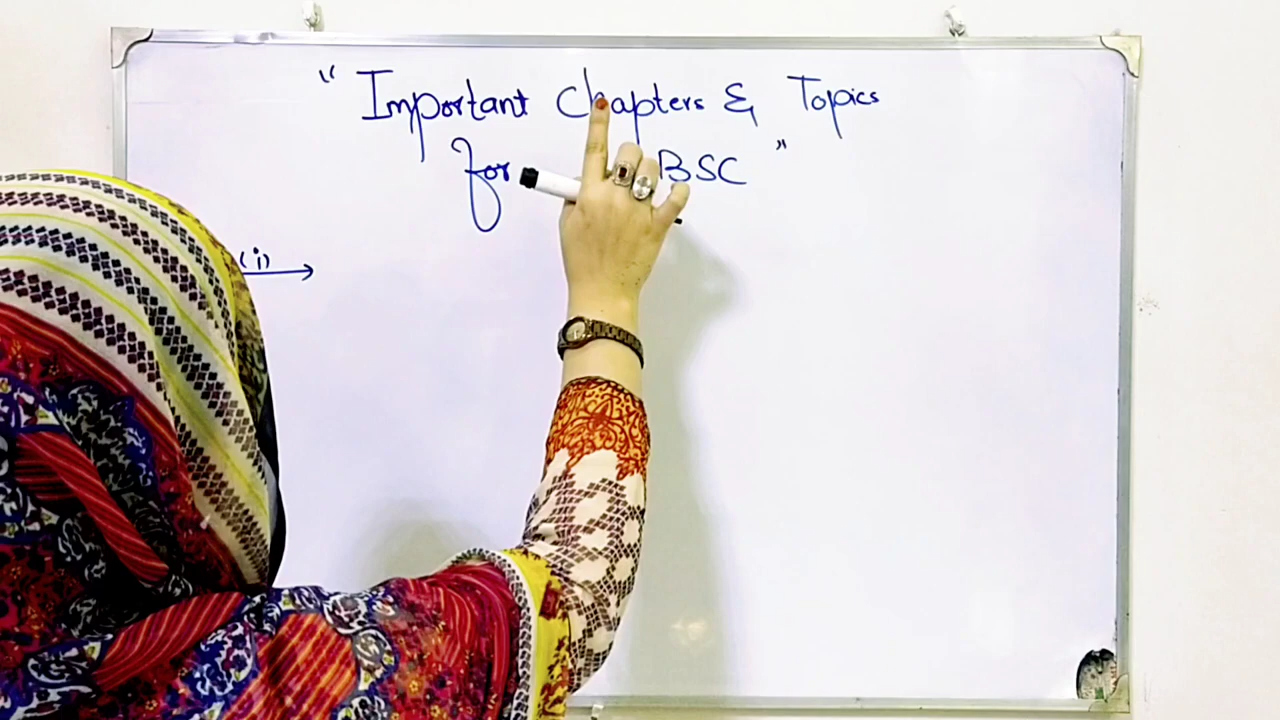 " Important Chapters & Topics
for BSC "
(i)